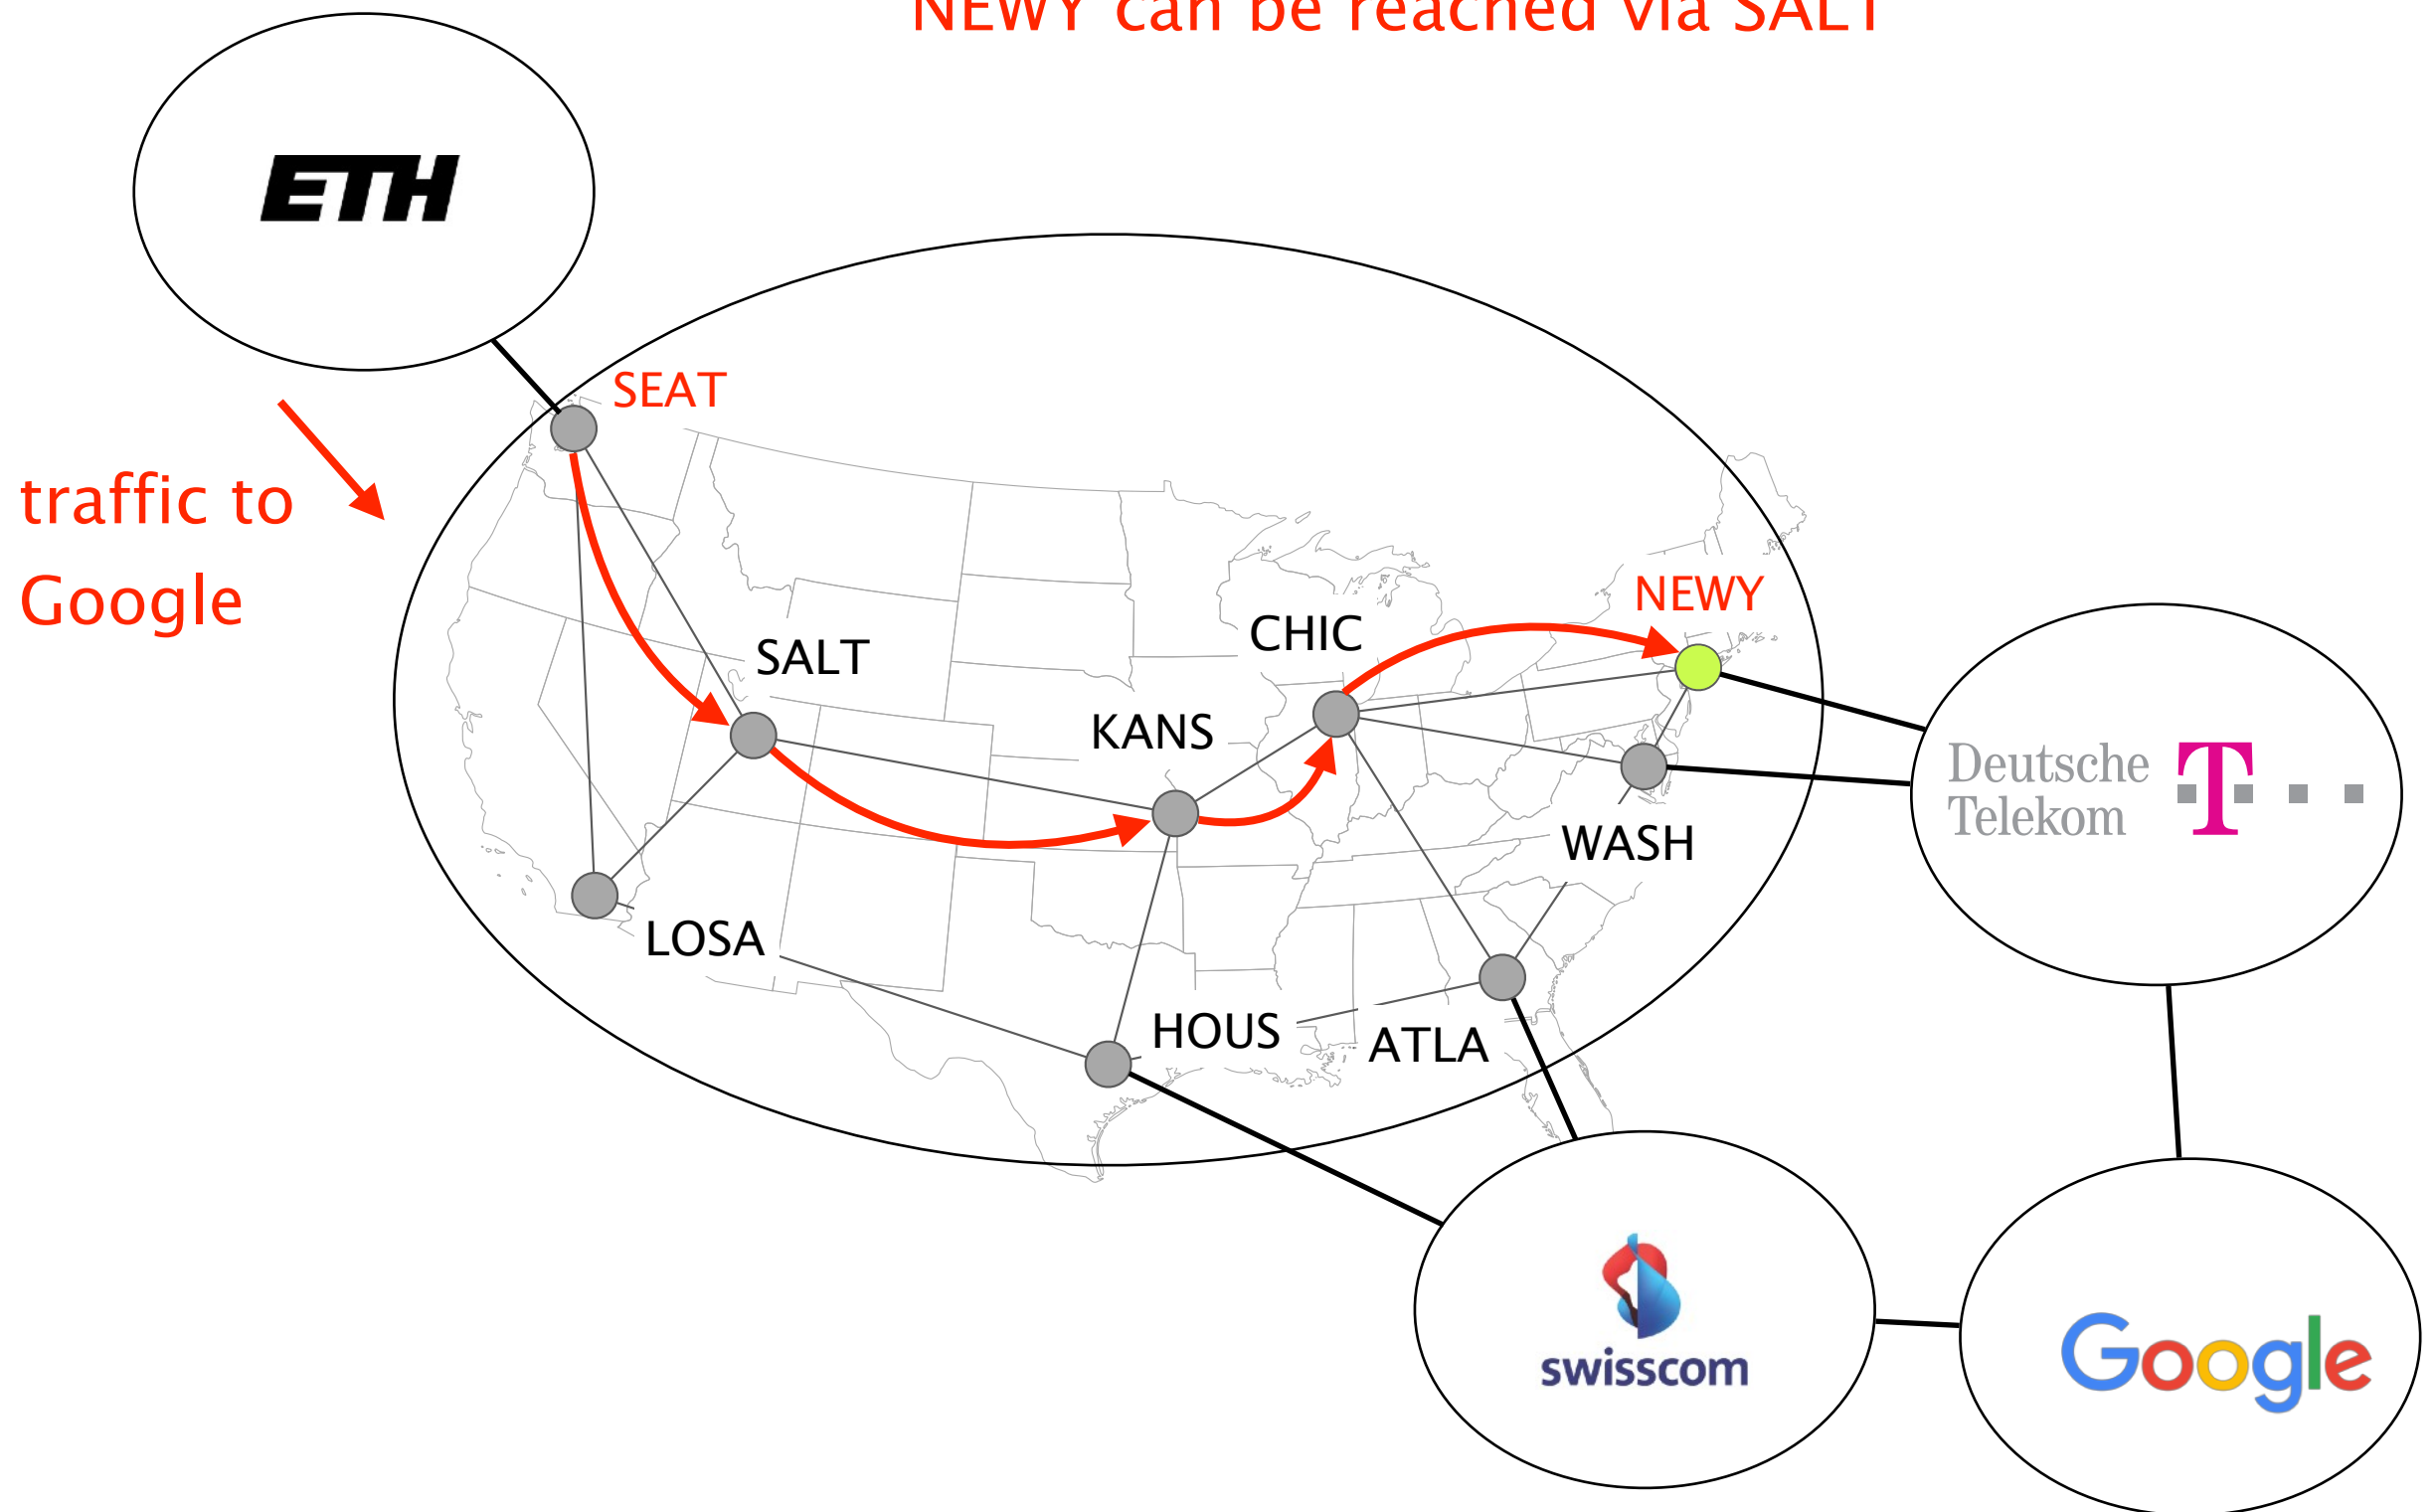 NEWY can be reached via SALT
ETH
SEAT
traffic to
Google
NEWY
CHIC
SALT
KANS
Deutsche
Telekom
T
WASH
LOSA
HOUS
ATLA
swisscom
Google